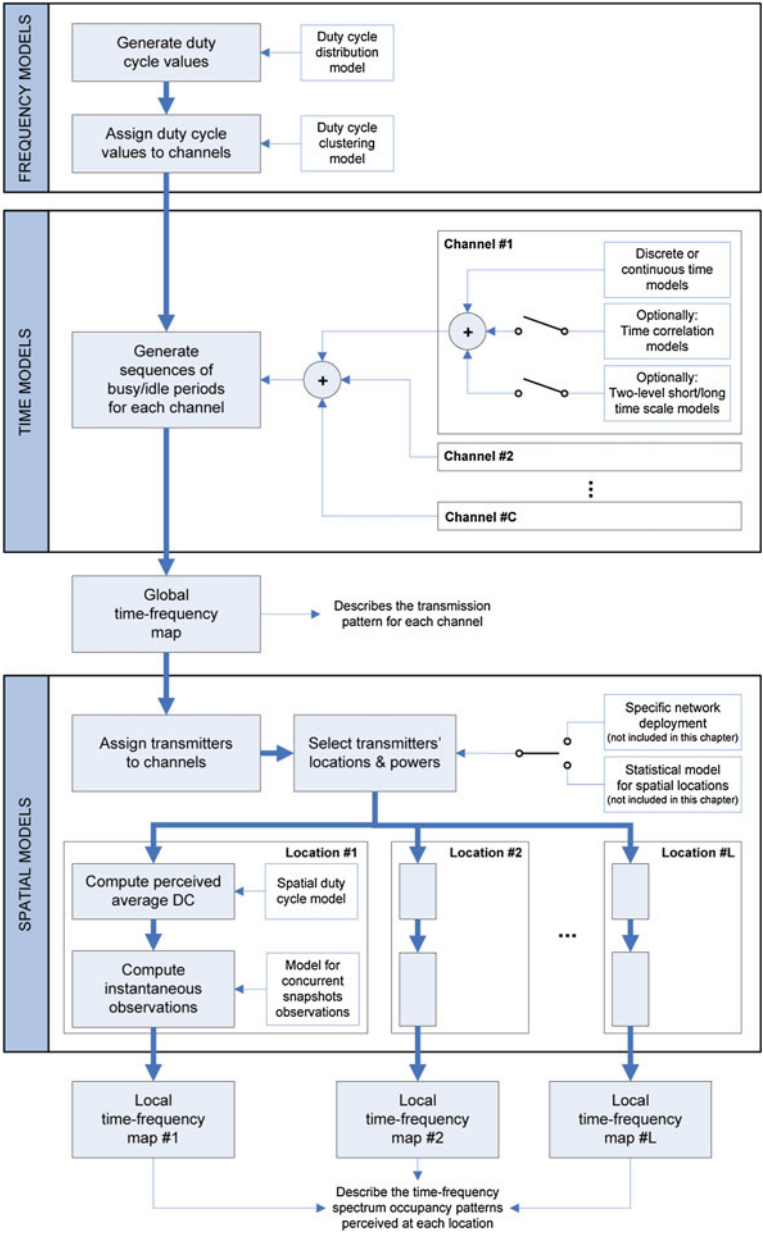 FREQUENCY MODELS
Generate duty
cycle values
Duty cycle
distribution
model
Assign duty cycle
values to channels
Duty cycle
clustering
model
TIME MODELS
Channel #1
Discrete or
continuous time
models
Optionally:
Time correlation
models
Optionally:
Two-level short/long
time scale models
+
+
Generate
sequences of
busy/idle periods
for each channel
Channel #2
...
Channel #C
Global
time-frequency
map
Describes the transmission
pattern for each channel
SPATIAL MODELS
Assign transmitters
to channels
Select transmitters'
locations & powers
Specific network
deployment
(not included in this chapter)
Statistical model
for spatial locations
(not included in this chapter)
Location #1
Compute perceived
average DC
Spatial duty
cycle model
Compute
instantaneous
observations
Model for
concurrent
snapshots
observations
Location #2
...
Location #L
Local
time-frequency
map #1
Local
time-frequency
map #2
Local
time-frequency
map #L
Describe the time-frequency
spectrum occupancy patterns
perceived at each location